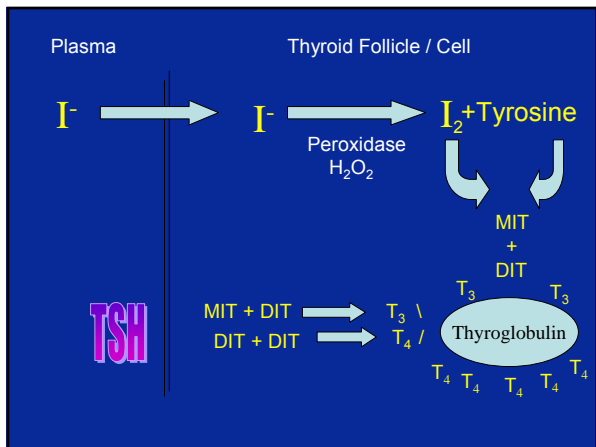 Plasma
Thyroid Follicle / Cell
I⁻
I⁻
I₂+Tyrosine
Peroxidase
H₂O₂
MIT
+
DIT
TSH
MIT + DIT
T₃ \
DIT + DIT
T₄ /
T₃
T₃
Thyroglobulin
T₄
T₄
T₄
T₄
T₄